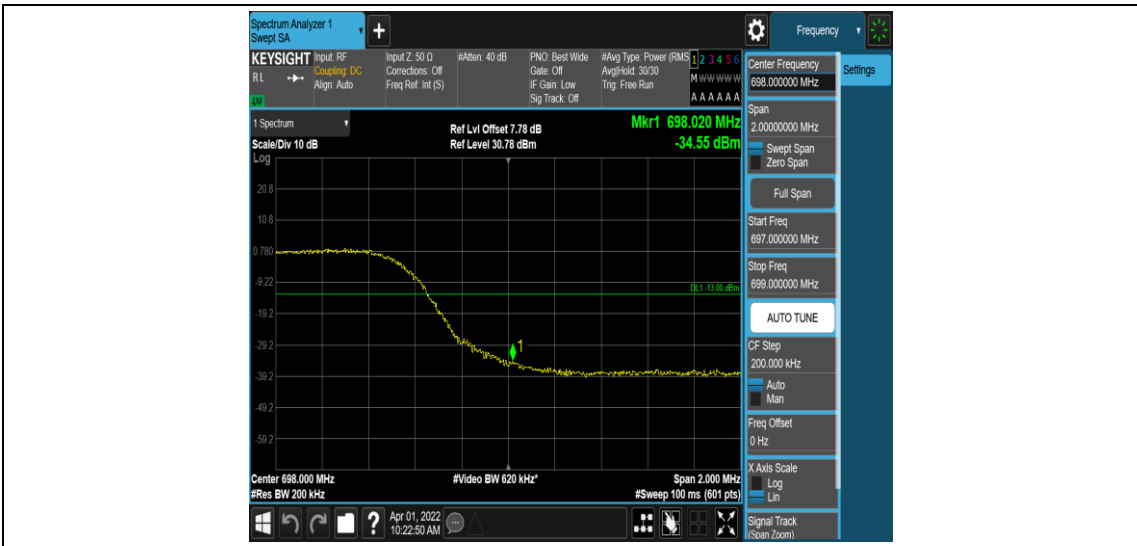 Spectrum Analyzer 1
Swept SA
+
Frequency
KEYSIGHT
RL
LXI
Input: RF
Coupling: DC
Align: Auto
Input Z: 50 Ω
Corrections: Off
Freq Ref: Int (S)
#Atten: 40 dB
PNO: Best Wide
Gate: Off
IF Gain: Low
Sig Track: Off
#Avg Type: Power (RMS
Avg|Hold: 30/30
Trig: Free Run
1 2 3 4 5 6
M W W W W W
A A A A A A
1 Spectrum
Scale/Div 10 dB
Log
Ref Lvl Offset 7.78 dB
Ref Level 30.78 dBm
Mkr1 698.020 MHz
-34.55 dBm
20.8
10.8
0.780
-9.22
-19.2
-29.2
-39.2
-49.2
-59.2
DL1 -13.00 dBm
1
Center 698.000 MHz
#Res BW 200 kHz
#Video BW 620 kHz*
Span 2.000 MHz
#Sweep 100 ms (601 pts)
Center Frequency
698.000000 MHz
Settings
Span
2.00000000 MHz
Swept Span
Zero Span
Full Span
Start Freq
697.000000 MHz
Stop Freq
699.000000 MHz
AUTO TUNE
CF Step
200.000 kHz
Auto
Man
Freq Offset
0 Hz
X Axis Scale
Log
Lin
Signal Track
(Span Zoom)
?
Apr 01, 2022
10:22:50 AM